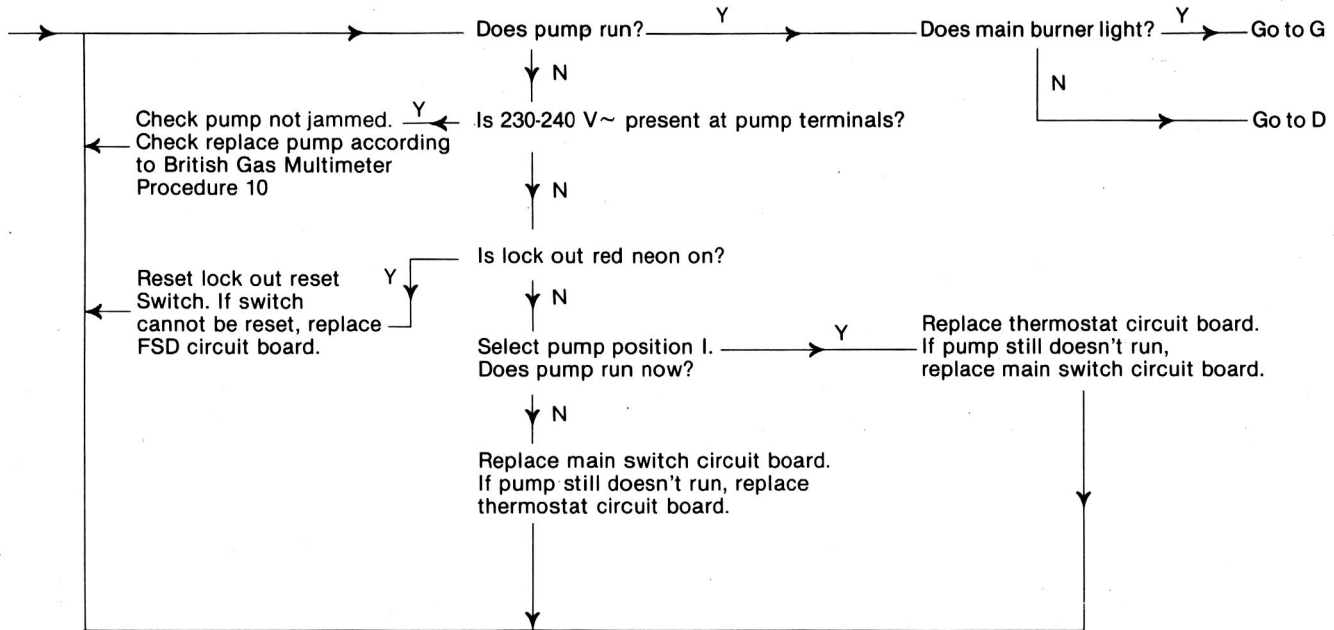 Does pump run?
Y
Does main burner light?
Y
Go to G
N
N
Go to D
Check pump not jammed.
Check replace pump according
to British Gas Multimeter
Procedure 10
Y
Is 230-240 V~ present at pump terminals?
N
Is lock out red neon on?
Y
Reset lock out reset
Switch. If switch
cannot be reset, replace
FSD circuit board.
N
Select pump position I.
Does pump run now?
Y
Replace thermostat circuit board.
If pump still doesn't run,
replace main switch circuit board.
N
Replace main switch circuit board.
If pump still doesn't run, replace
thermostat circuit board.